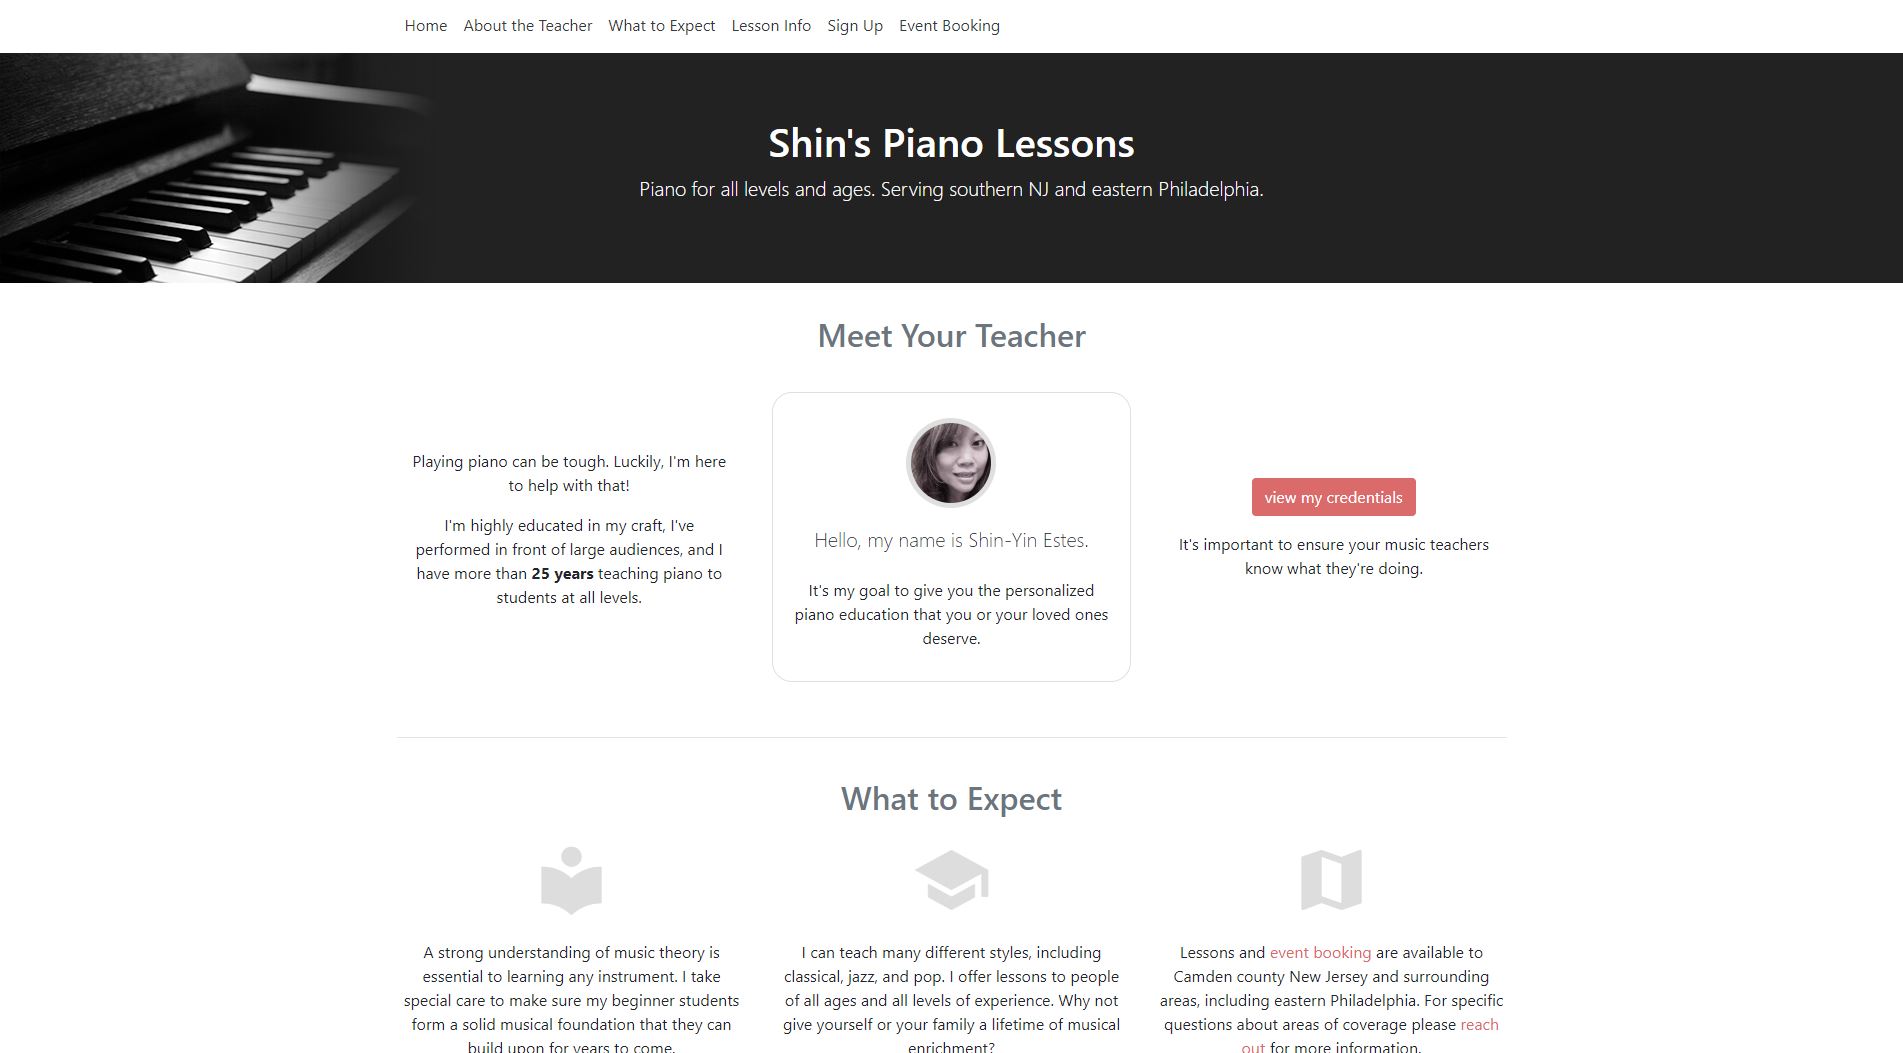 Home About the Teacher What to Expect Lesson Info Sign Up Event Booking
Shin's Piano Lessons
Piano for all levels and ages. Serving southern NJ and eastern Philadelphia.
Meet Your Teacher
Playing piano can be tough. Luckily, I'm here
to help with that!
I'm highly educated in my craft, I've
performed in front of large audiences, and I
have more than 25 years teaching piano to
students at all levels.
Hello, my name is Shin-Yin Estes.
It's my goal to give you the personalized
piano education that you or your loved ones
deserve.
view my credentials
It's important to ensure your music teachers
know what they're doing.
What to Expect
A strong understanding of music theory is
essential to learning any instrument. I take
special care to make sure my beginner students
form a solid musical foundation that they can
build upon for years to come.
I can teach many different styles, including
classical, jazz, and pop. I offer lessons to people
of all ages and all levels of experience. Why not
give yourself or your family a lifetime of musical
enrichment?
Lessons and event booking are available to
Camden county New Jersey and surrounding
areas, including eastern Philadelphia. For specific
questions about areas of coverage please reach
out for more information.